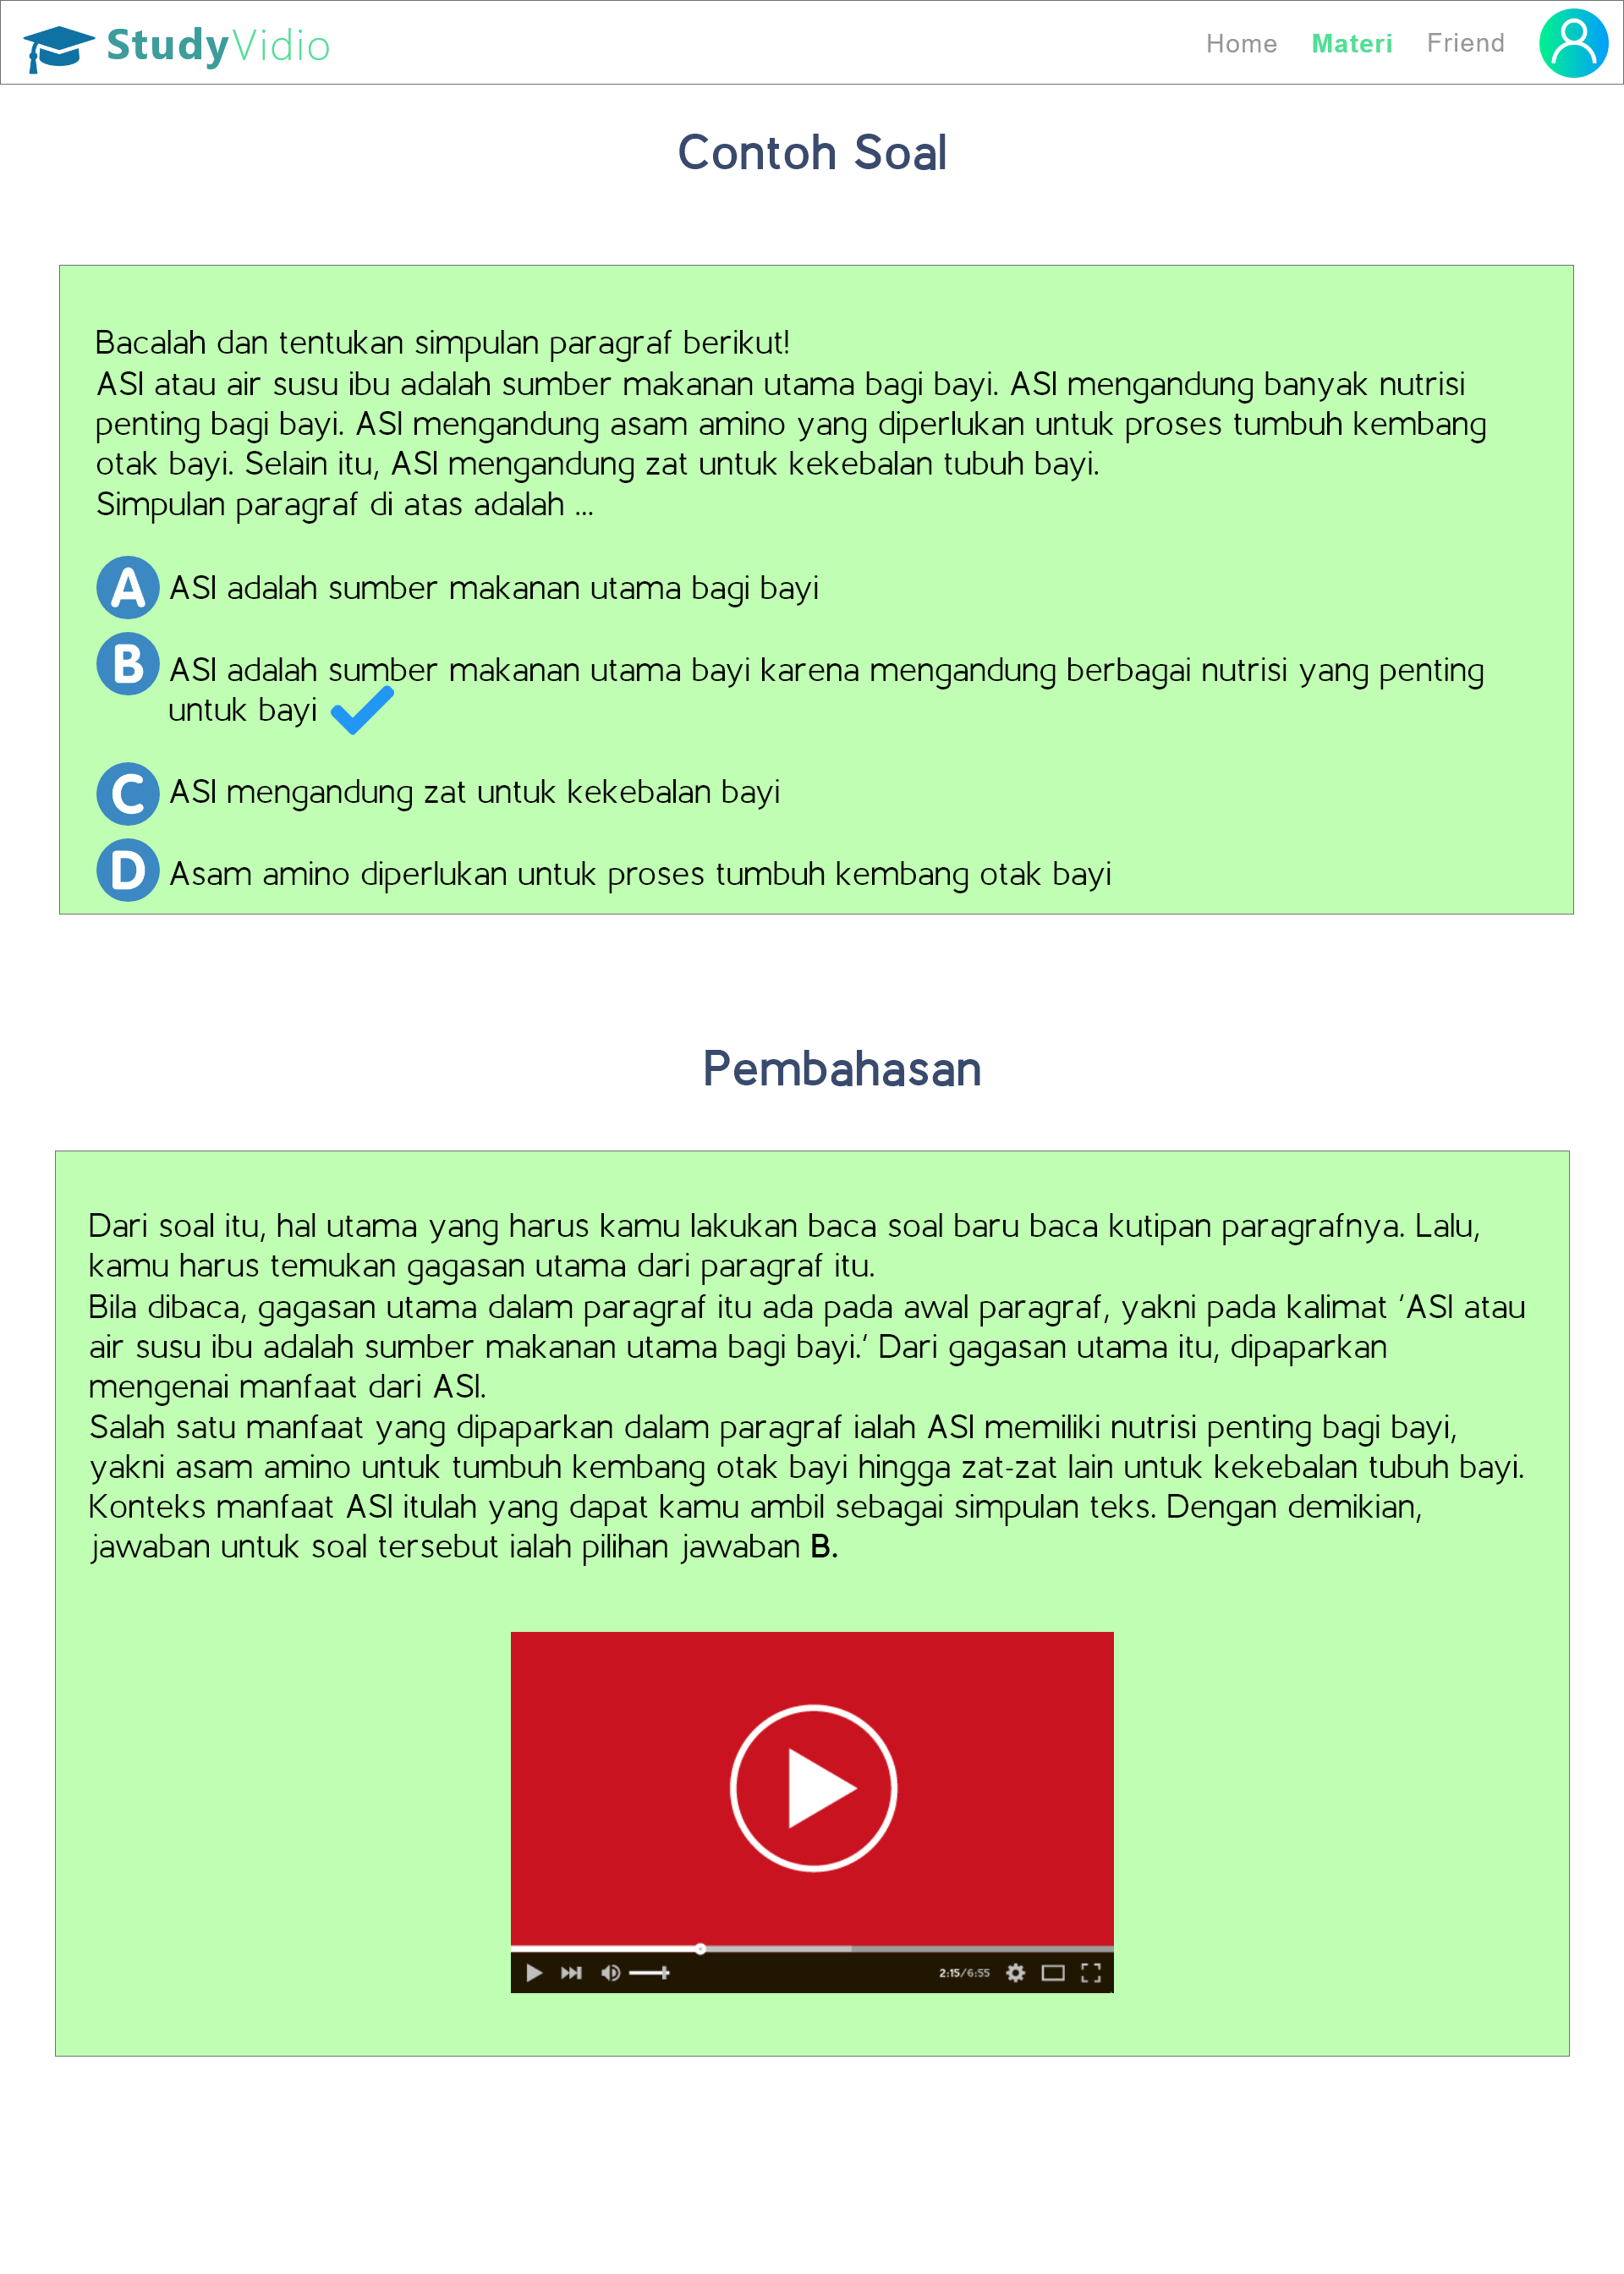 StudyVidio
Home Materi Friend
Contoh Soal
Bacalah dan tentukan simpulan paragraf berikut!
ASI atau air susu ibu adalah sumber makanan utama bagi bayi. ASI mengandung banyak nutrisi
penting bagi bayi. ASI mengandung asam amino yang diperlukan untuk proses tumbuh kembang
otak bayi. Selain itu, ASI mengandung zat untuk kekebalan tubuh bayi.
Simpulan paragraf di atas adalah ...
A ASI adalah sumber makanan utama bagi bayi
B ASI adalah sumber makanan utama bayi karena mengandung berbagai nutrisi yang penting
untuk bayi
C ASI mengandung zat untuk kekebalan bayi
D Asam amino diperlukan untuk proses tumbuh kembang otak bayi
Pembahasan
Dari soal itu, hal utama yang harus kamu lakukan baca soal baru baca kutipan paragrafnya. Lalu,
kamu harus temukan gagasan utama dari paragraf itu.
Bila dibaca, gagasan utama dalam paragraf itu ada pada awal paragraf, yakni pada kalimat ‘ASI atau
air susu ibu adalah sumber makanan utama bagi bayi.‘ Dari gagasan utama itu, dipaparkan
mengenai manfaat dari ASI.
Salah satu manfaat yang dipaparkan dalam paragraf ialah ASI memiliki nutrisi penting bagi bayi,
yakni asam amino untuk tumbuh kembang otak bayi hingga zat-zat lain untuk kekebalan tubuh bayi.
Konteks manfaat ASI itulah yang dapat kamu ambil sebagai simpulan teks. Dengan demikian,
jawaban untuk soal tersebut ialah pilihan jawaban B.
2:15/6:55